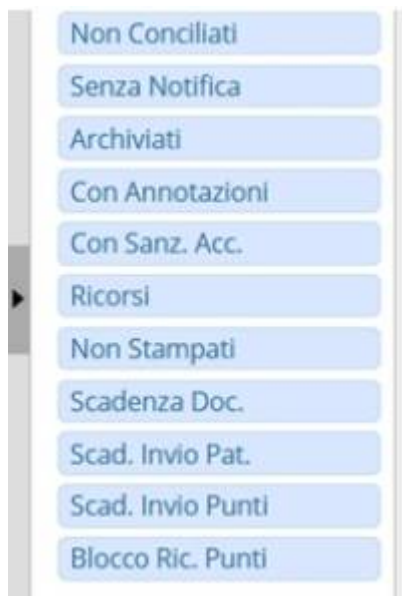 Non Conciliati
Senza Notifica
Archiviati
Con Annotazioni
Con Sanz. Acc.
Ricorsi
Non Stampati
Scadenza Doc.
Scad. Invio Pat.
Scad. Invio Punti
Blocco Ric. Punti